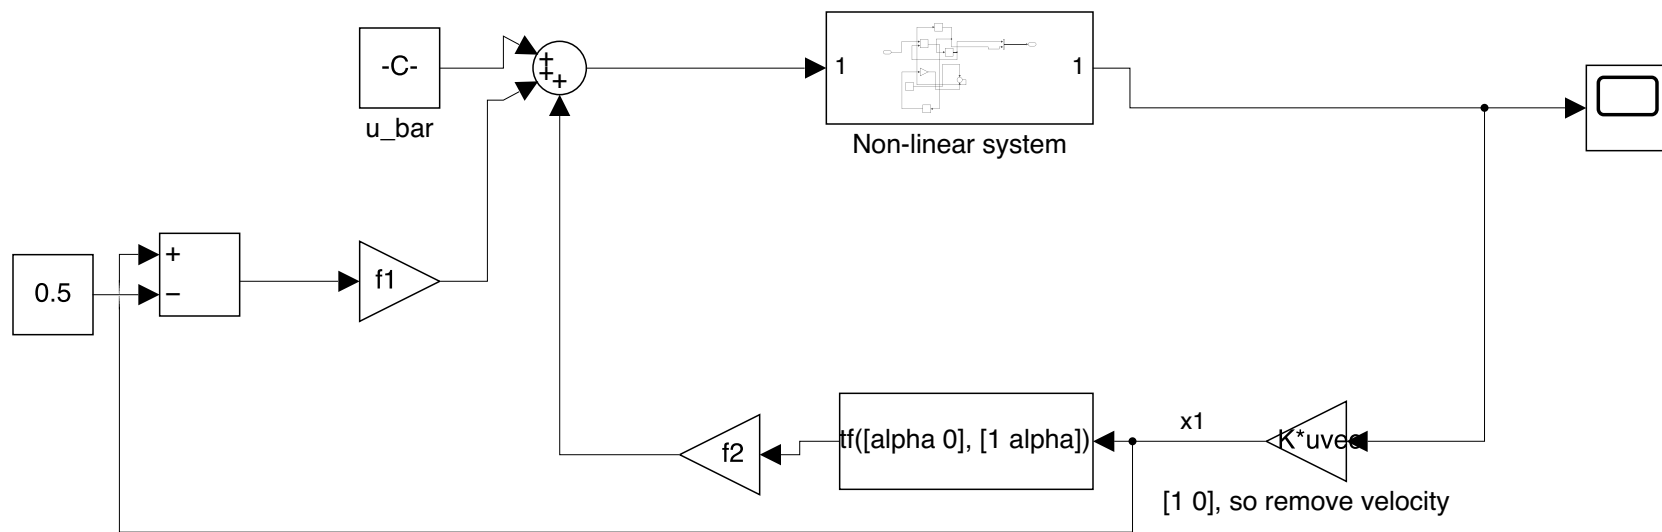 -C-
u_bar
+
+
+
1
1
Non-linear system
0.5
+
−
f1
f2
tf([alpha 0], [1 alpha])
x1
K*uvec
[1 0], so remove velocity